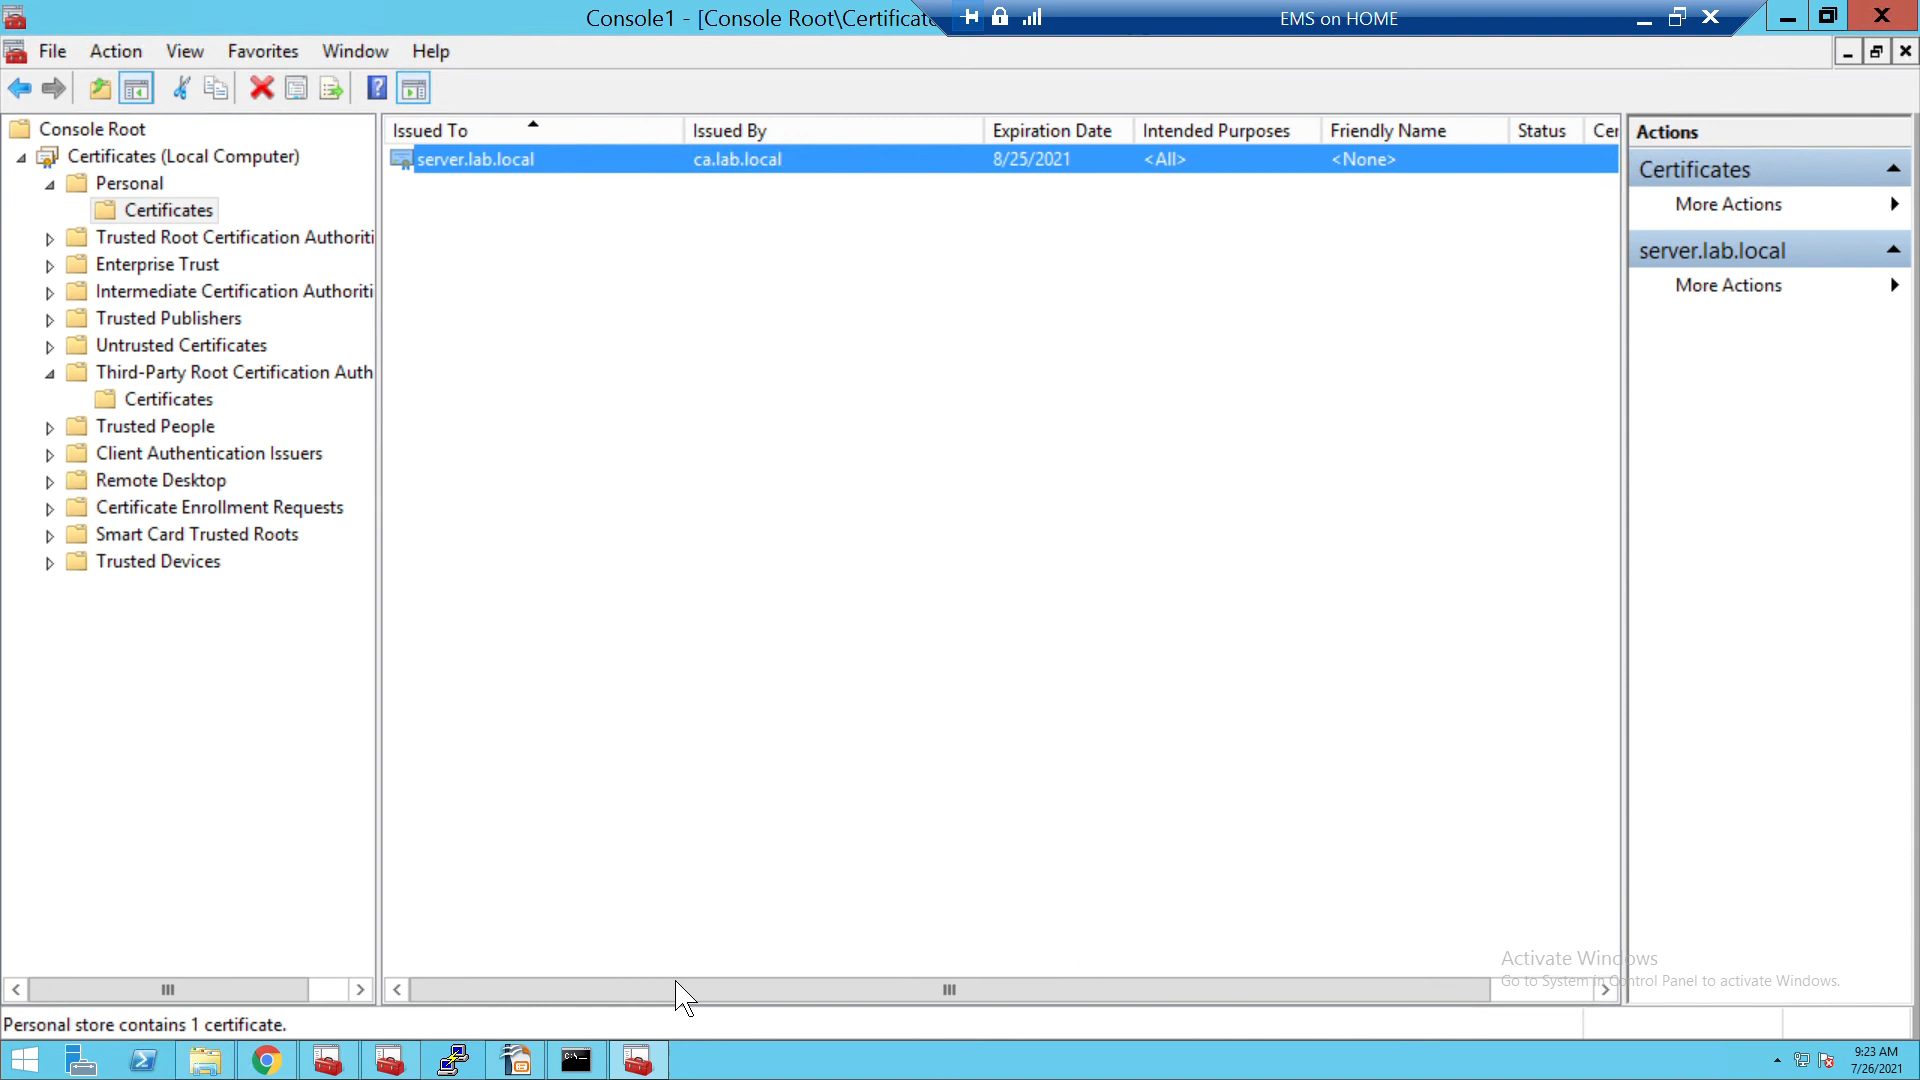 Console1 - [Console Root\Certificate
EMS on HOME
File Action View Favorites Window Help
Console Root
Certificates (Local Computer)
Personal
Certificates
Trusted Root Certification Authoriti
Enterprise Trust
Intermediate Certification Authoriti
Trusted Publishers
Untrusted Certificates
Third-Party Root Certification Auth
Certificates
Trusted People
Client Authentication Issuers
Remote Desktop
Certificate Enrollment Requests
Smart Card Trusted Roots
Trusted Devices
Issued To Issued By Expiration Date Intended Purposes Friendly Name Status Cer
server.lab.local ca.lab.local 8/25/2021 <All> <None>
Actions
Certificates
More Actions
server.lab.local
More Actions
Activate Windows
Go to System in Control Panel to activate Windows.
Personal store contains 1 certificate.
9:23 AM
7/26/2021